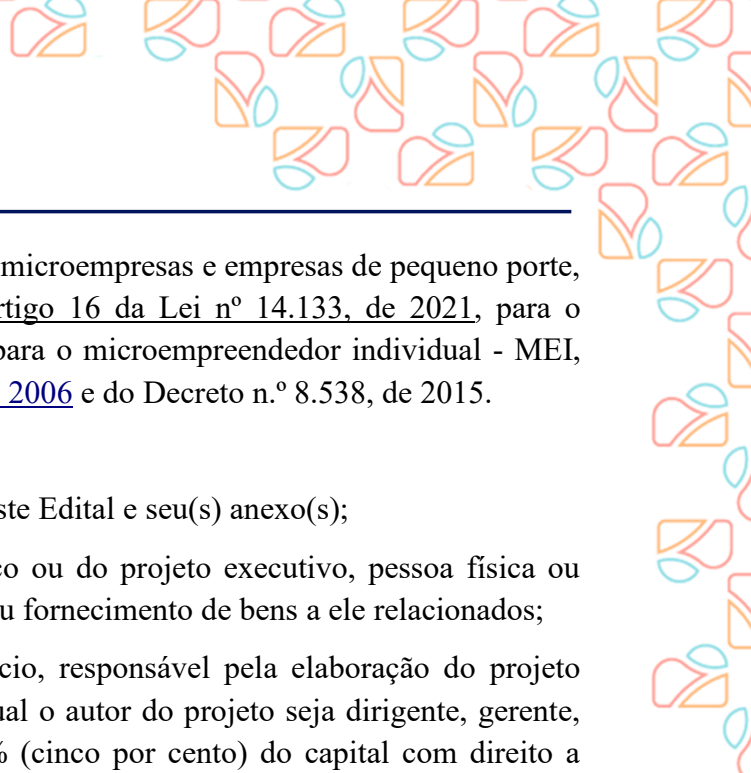 microempresas e empresas de pequeno porte,
rtigo 16 da Lei nº 14.133, de 2021, para o
para o microempreendedor individual - MEI,
2006 e do Decreto n.º 8.538, de 2015.
ste Edital e seu(s) anexo(s);
co ou do projeto executivo, pessoa física ou
u fornecimento de bens a ele relacionados;
cio, responsável pela elaboração do projeto
ual o autor do projeto seja dirigente, gerente,
% (cinco por cento) do capital com direito a